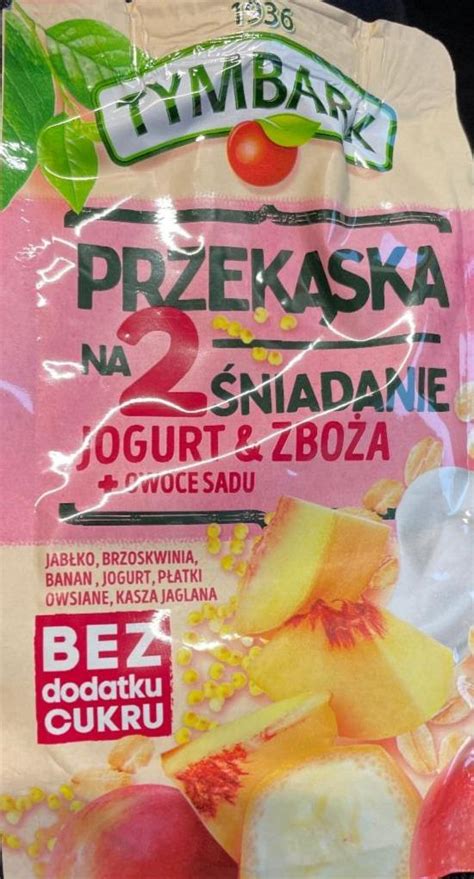 1936
TYMBARK
PRZEKĄSKA
NA 2 ŚNIADANIE
JOGURT & ZBOŻA
+ OWOCE SADU
JABŁKO, BRZOSKWINIA,
BANAN, JOGURT, PŁATKI
OWSIANE, KASZA JAGLANA
BEZ
dodatku
CUKRU